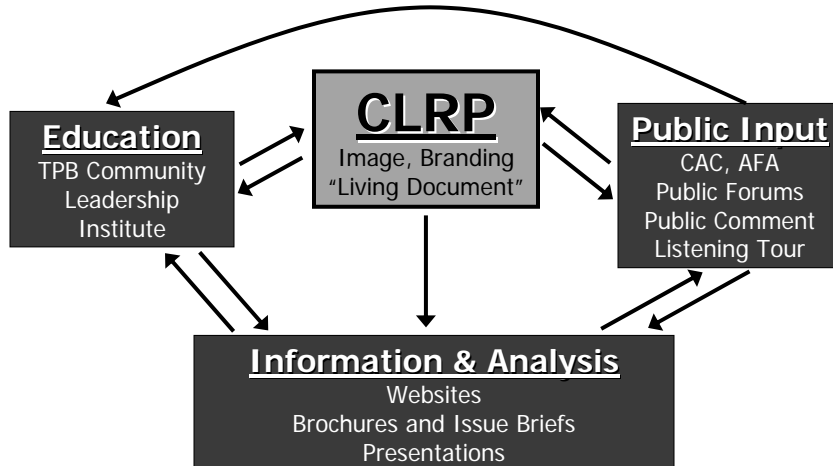 CLRP
Image, Branding
“Living Document”
Education
TPB Community
Leadership
Institute
Public Input
CAC, AFA
Public Forums
Public Comment
Listening Tour
Information & Analysis
Websites
Brochures and Issue Briefs
Presentations